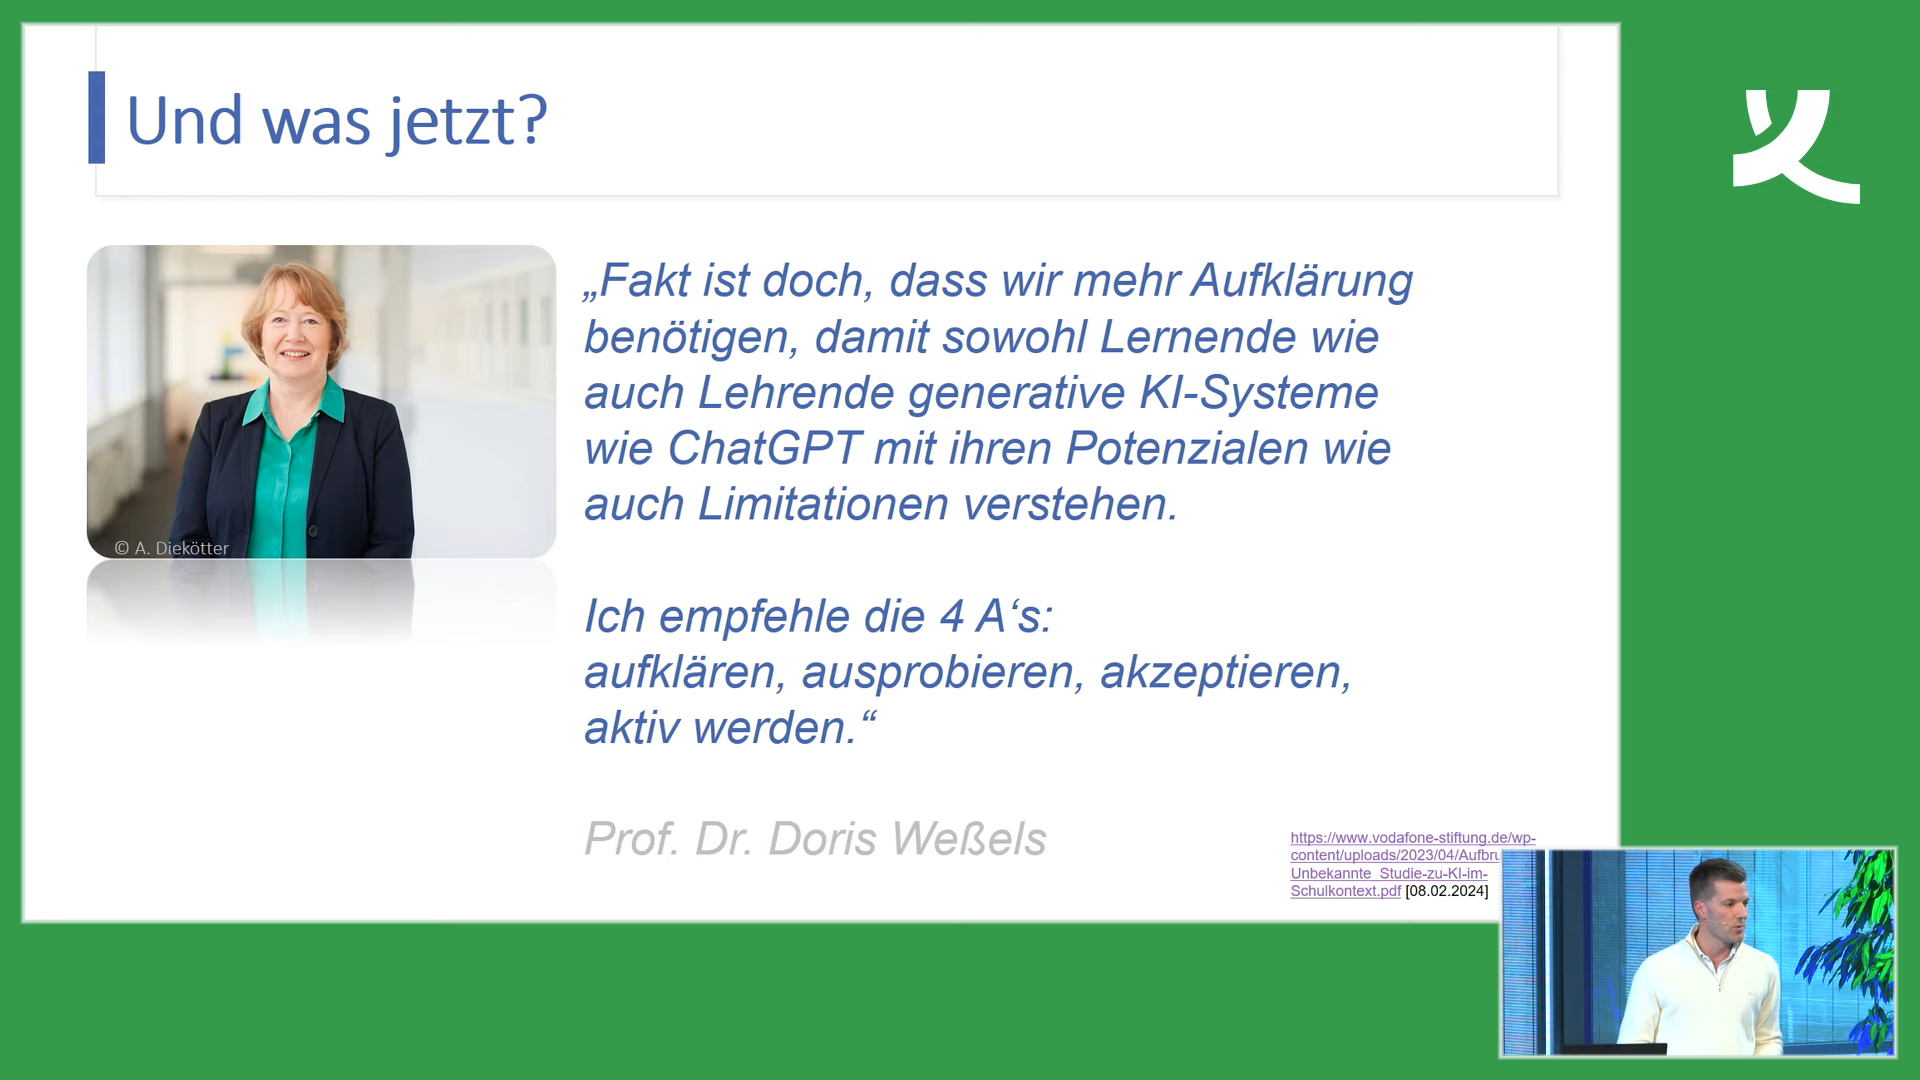 Und was jetzt?
„Fakt ist doch, dass wir mehr Aufklärung
benötigen, damit sowohl Lernende wie
auch Lehrende generative KI-Systeme
wie ChatGPT mit ihren Potenzialen wie
auch Limitationen verstehen.
© A. Diekötter
Ich empfehle die 4 A‘s:
aufklären, ausprobieren, akzeptieren,
aktiv werden.“
Prof. Dr. Doris Weßels
https://www.vodafone-stiftung.de/wp-
content/uploads/2023/04/Aufbru
Unbekannte_Studie-zu-KI-im-
Schulkontext.pdf [08.02.2024]